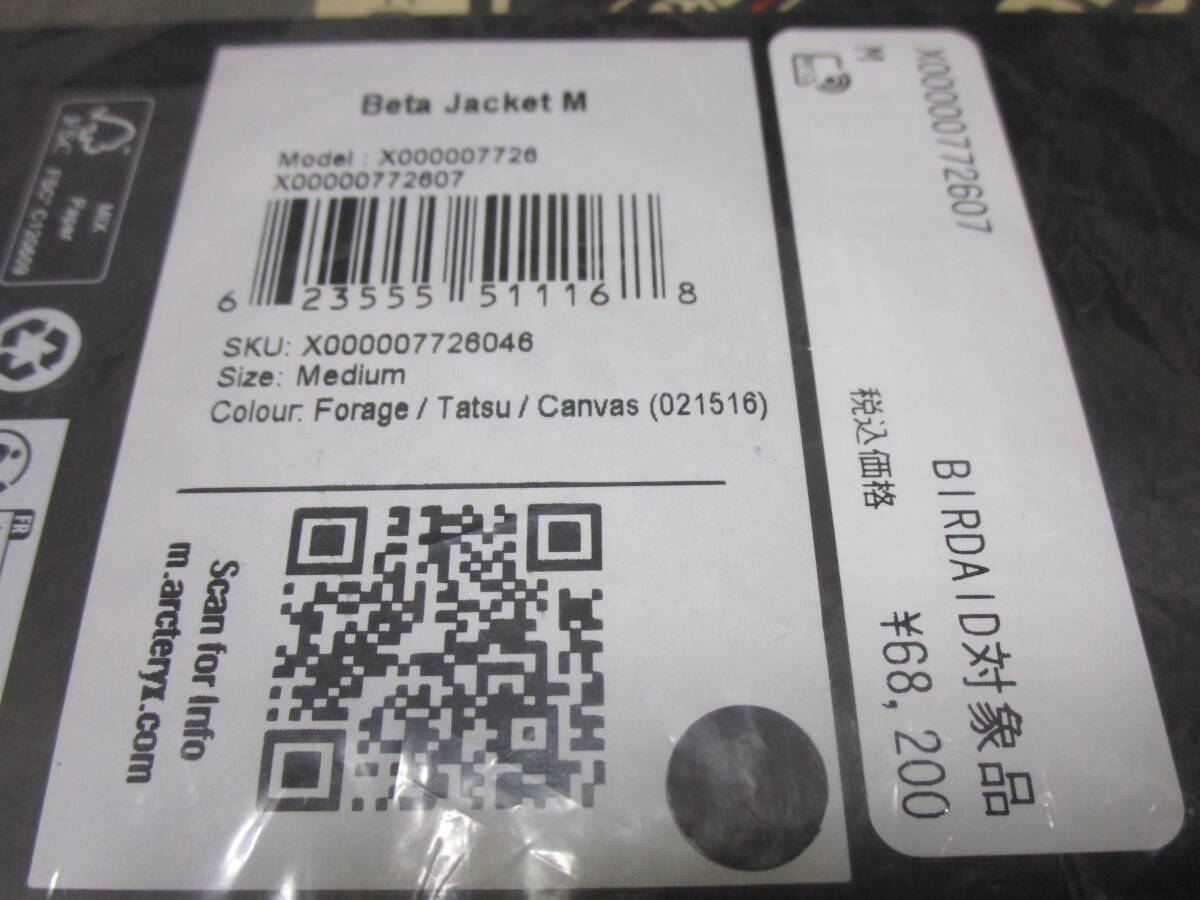 Beta Jacket M
Model : X000007726
X00000772607
6 23555 51116 8
SKU: X000007726046
Size: Medium
Colour: Forage / Tatsu / Canvas (021516)
Scan for Info
m.arcteryx.com
X00000772607
M
BIRDAID対象品
税込価格 ¥68,200
FSC
MIX
Paper
FSC® C120609
FR